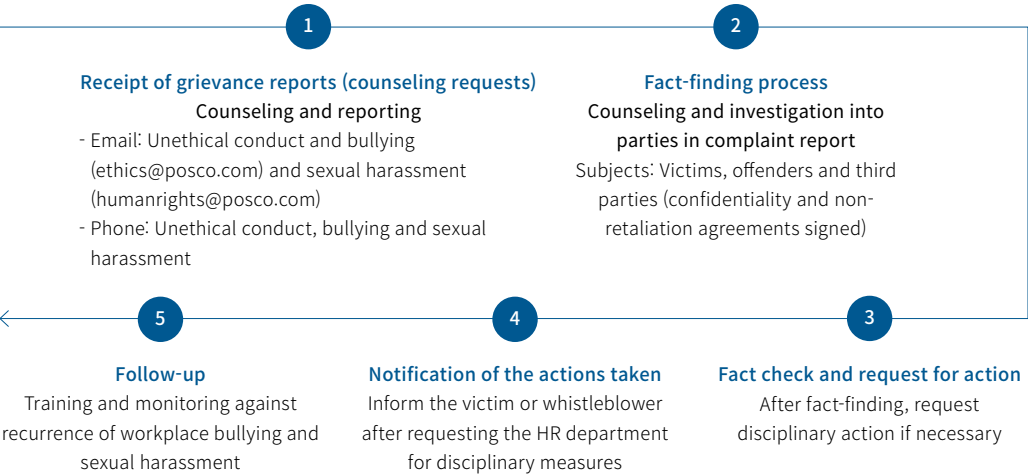 1
Receipt of grievance reports (counseling requests)
Counseling and reporting
- Email: Unethical conduct and bullying
(ethics@posco.com) and sexual harassment
(humanrights@posco.com)
- Phone: Unethical conduct, bullying and sexual
harassment
2
Fact-finding process
Counseling and investigation into
parties in complaint report
Subjects: Victims, offenders and third
parties (confidentiality and non-
retaliation agreements signed)
3
Fact check and request for action
After fact-finding, request
disciplinary action if necessary
4
Notification of the actions taken
Inform the victim or whistleblower
after requesting the HR department
for disciplinary measures
5
Follow-up
Training and monitoring against
recurrence of workplace bullying and
sexual harassment